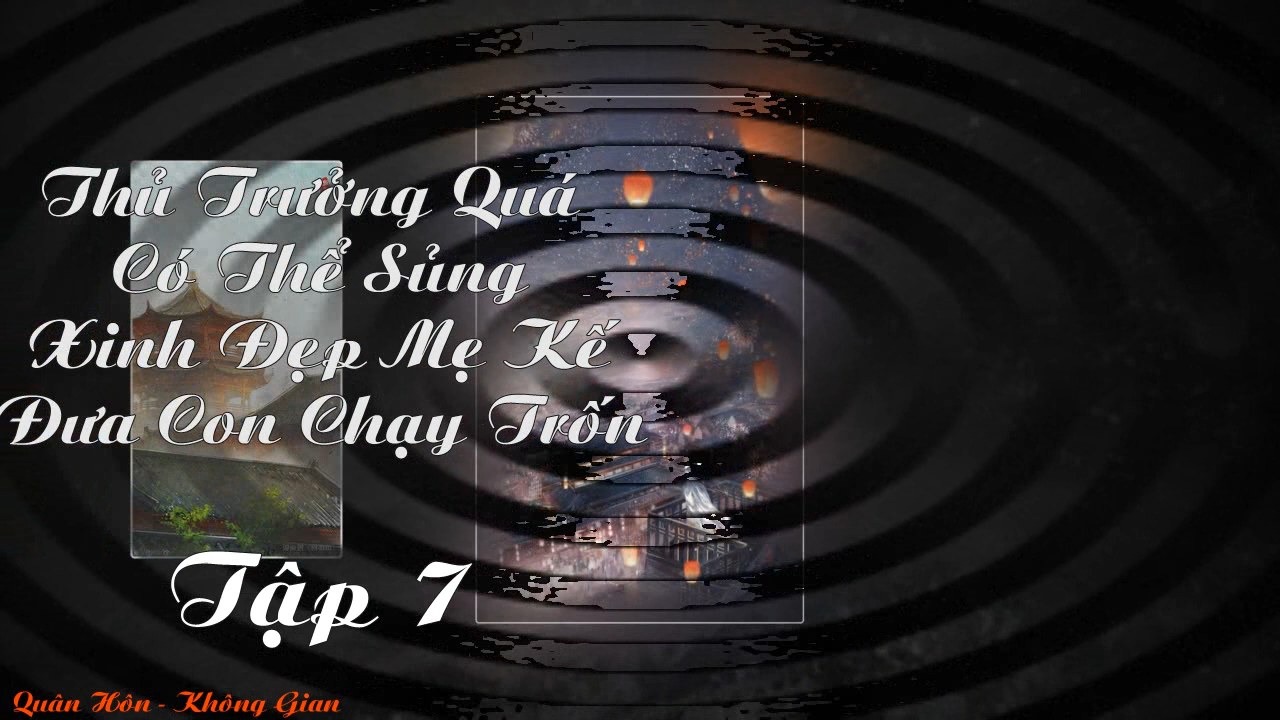 Thủ Trưởng Quá
Có Thể Sủng
Xinh Đẹp Mẹ Kế
Đưa Con Chạy Trốn
Tập 7
Quân Hôn - Không Gian